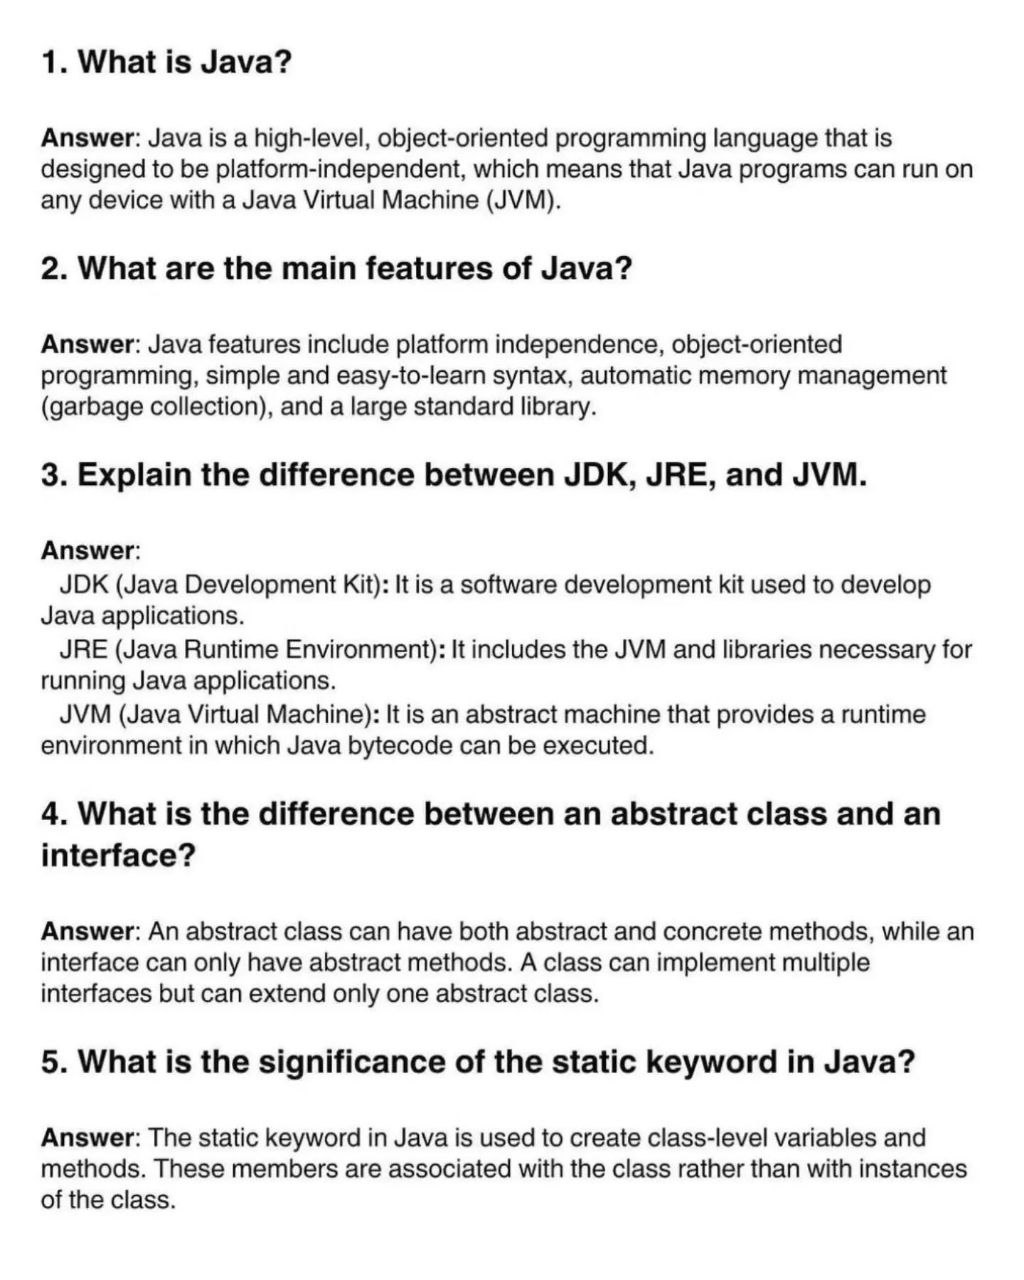 1. What is Java?
Answer: Java is a high-level, object-oriented programming language that is
designed to be platform-independent, which means that Java programs can run on
any device with a Java Virtual Machine (JVM).
2. What are the main features of Java?
Answer: Java features include platform independence, object-oriented
programming, simple and easy-to-learn syntax, automatic memory management
(garbage collection), and a large standard library.
3. Explain the difference between JDK, JRE, and JVM.
Answer:
JDK (Java Development Kit): It is a software development kit used to develop
Java applications.
JRE (Java Runtime Environment): It includes the JVM and libraries necessary for
running Java applications.
JVM (Java Virtual Machine): It is an abstract machine that provides a runtime
environment in which Java bytecode can be executed.
4. What is the difference between an abstract class and an
interface?
Answer: An abstract class can have both abstract and concrete methods, while an
interface can only have abstract methods. A class can implement multiple
interfaces but can extend only one abstract class.
5. What is the significance of the static keyword in Java?
Answer: The static keyword in Java is used to create class-level variables and
methods. These members are associated with the class rather than with instances
of the class.